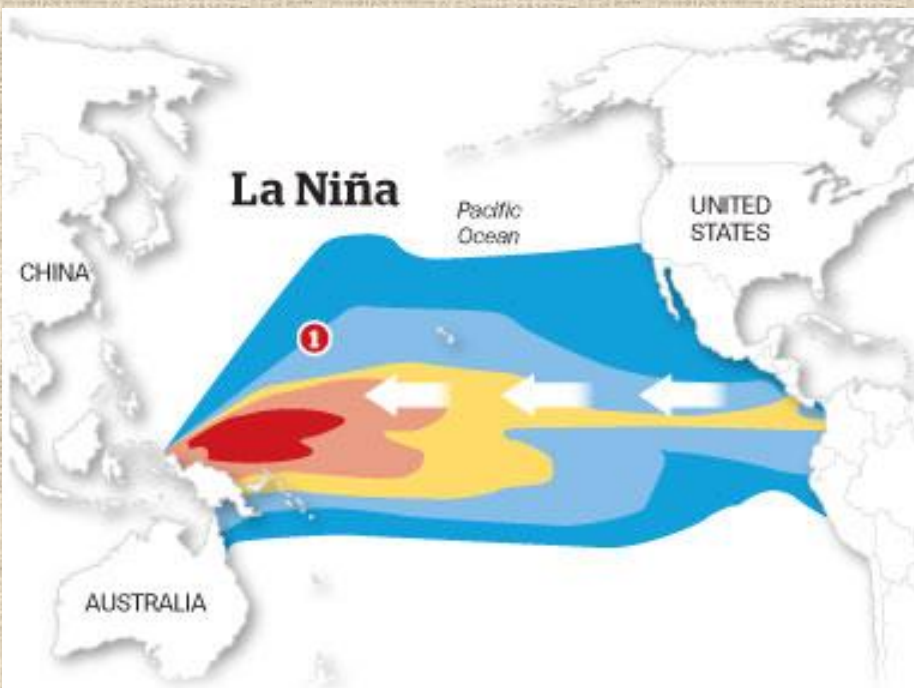 La Niña
Pacific
Ocean
UNITED
STATES
CHINA
1
AUSTRALIA